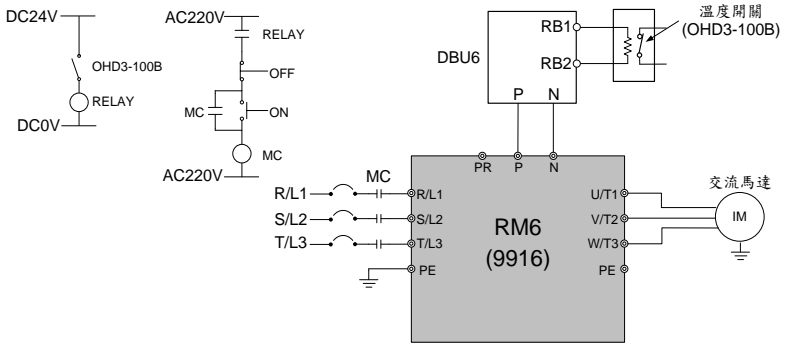 DC24V
OHD3-100B
RELAY
DC0V
AC220V
RELAY
OFF
MC
ON
MC
AC220V
DBU6
RB1
RB2
P
N
溫度開關
(OHD3-100B)
PR
P
N
MC
R/L1
R/L1
S/L2
S/L2
T/L3
T/L3
PE
RM6
(9916)
U/T1
V/T2
W/T3
PE
交流馬達
IM